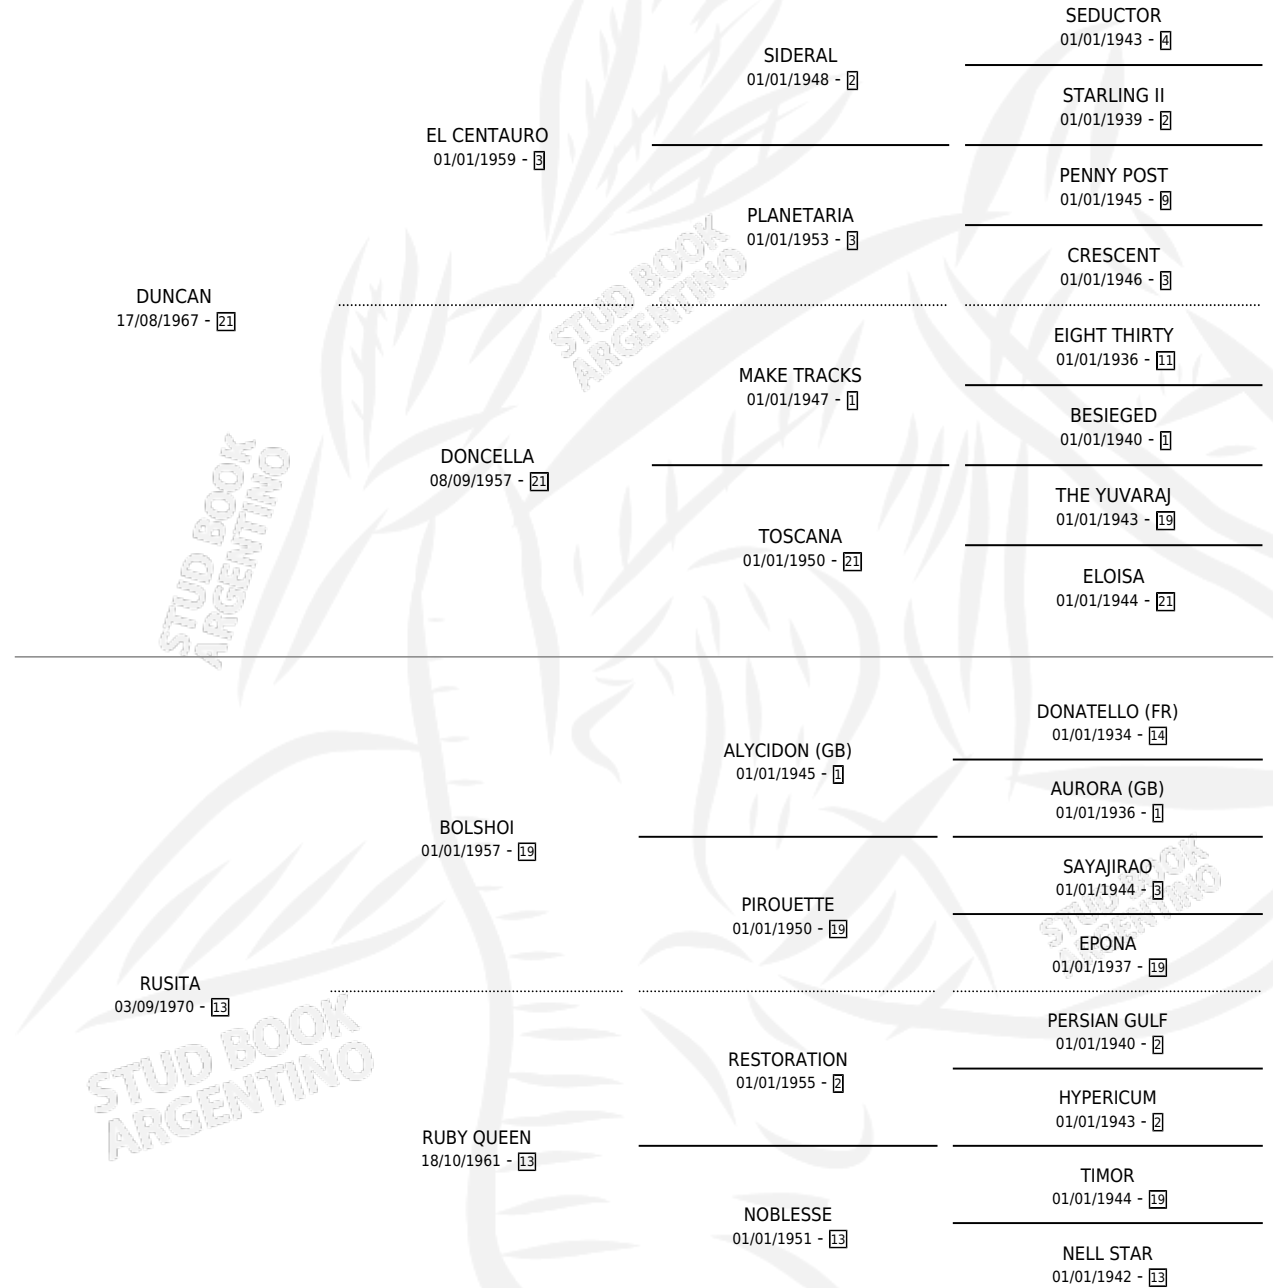 SEDUCTOR
01/01/1943 - 4
SIDERAL
01/01/1948 - 2
STARLING II
01/01/1939 - 2
EL CENTAURO
01/01/1959 - 3
PENNY POST
01/01/1945 - 9
PLANETARIA
01/01/1953 - 3
CRESCENT
01/01/1946 - 3
DUNCAN
17/08/1967 - 21
EIGHT THIRTY
01/01/1936 - 11
MAKE TRACKS
01/01/1947 - 1
BESIEGED
01/01/1940 - 1
DONCELLA
08/09/1957 - 21
THE YUVARAJ
01/01/1943 - 19
TOSCANA
01/01/1950 - 21
ELOISA
01/01/1944 - 21
STUD BOOK
ARGENTINO
STUD BOOK
ARGENTINO
DONATELLO (FR)
01/01/1934 - 14
ALYCIDON (GB)
01/01/1945 - 1
AURORA (GB)
01/01/1936 - 1
BOLSHOI
01/01/1957 - 19
SAYAJIRAO
01/01/1944 - 3
PIROUETTE
01/01/1950 - 19
EPONA
01/01/1937 - 19
STUD BOOK
ARGENTINO
RUSITA
03/09/1970 - 13
PERSIAN GULF
01/01/1940 - 2
RESTORATION
01/01/1955 - 2
HYPERICUM
01/01/1943 - 2
STUD BOOK
ARGENTINO
RUBY QUEEN
18/10/1961 - 13
TIMOR
01/01/1944 - 19
NOBLESSE
01/01/1951 - 13
NELL STAR
01/01/1942 - 13